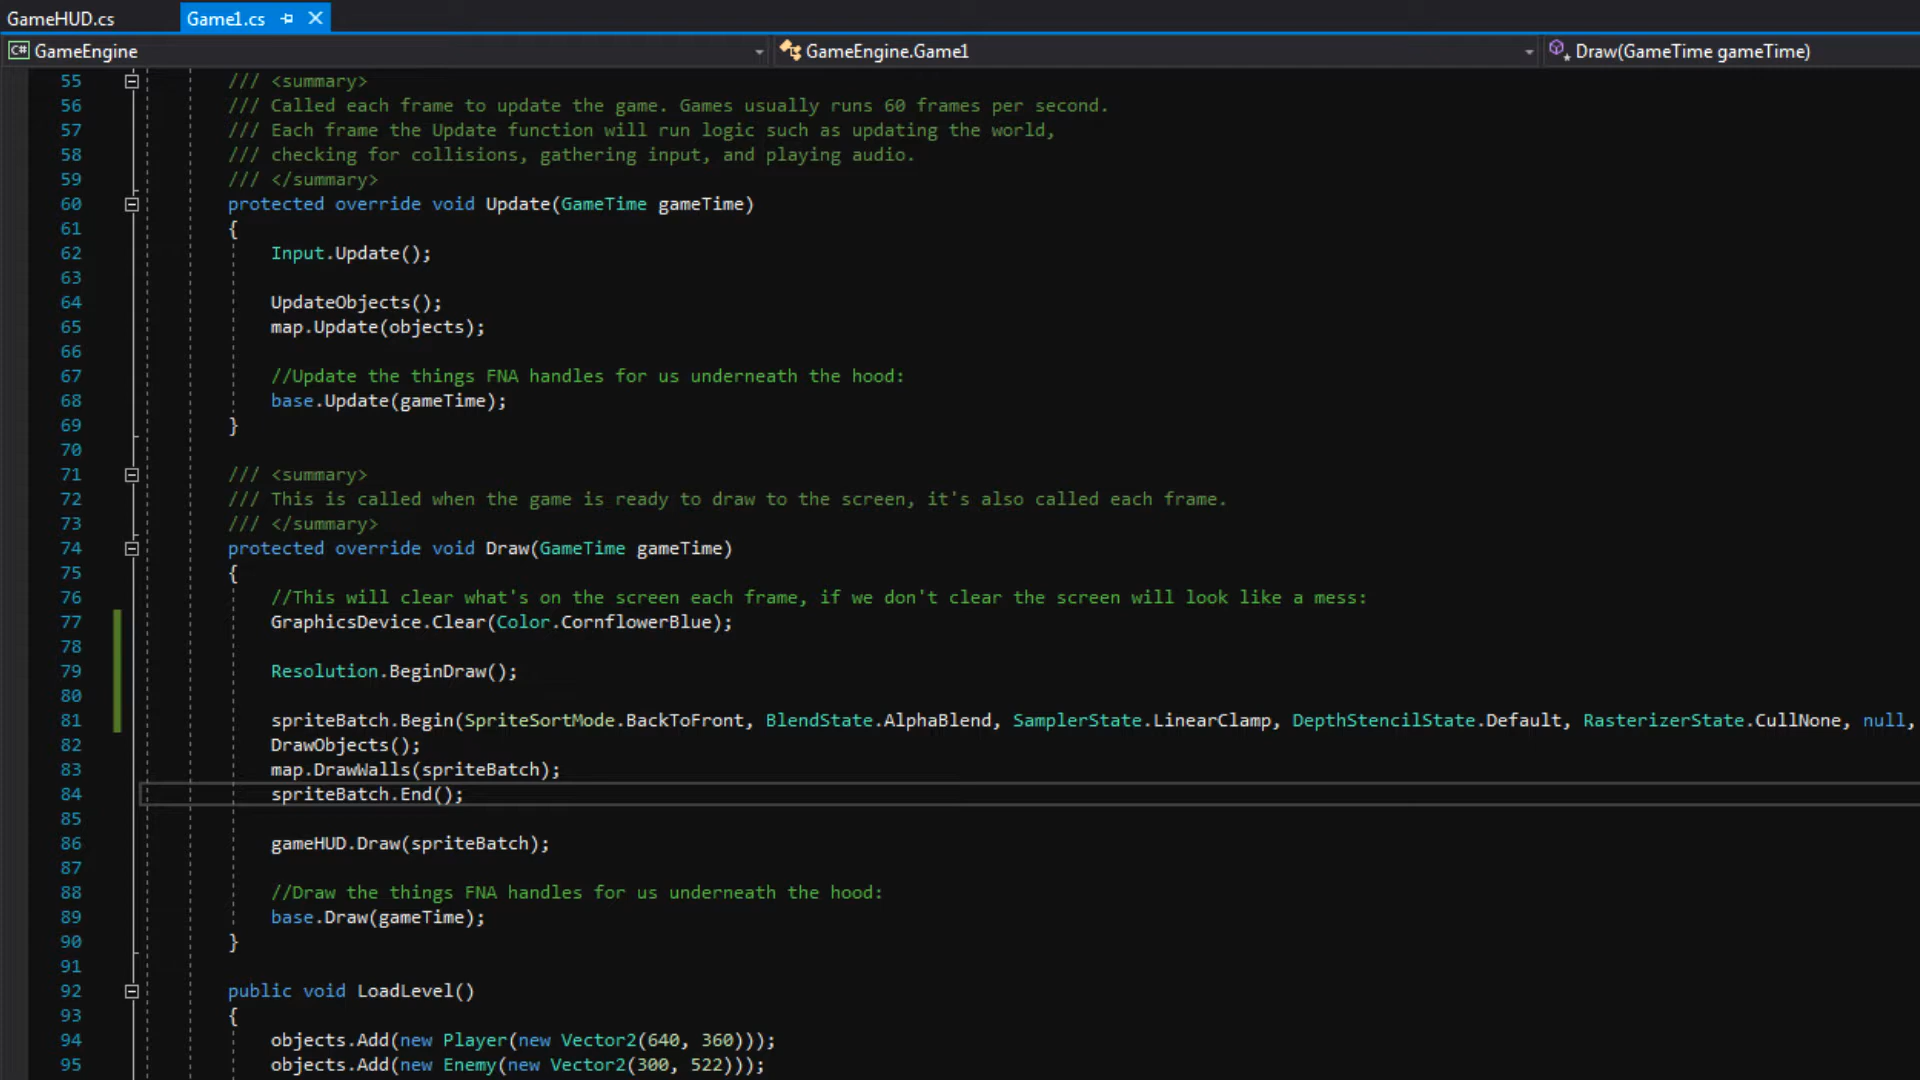 GameHUD.cs Game1.cs
C# GameEngine GameEngine.Game1 Draw(GameTime gameTime)
55 /// <summary>
56 /// Called each frame to update the game. Games usually runs 60 frames per second.
57 /// Each frame the Update function will run logic such as updating the world,
58 /// checking for collisions, gathering input, and playing audio.
59 /// </summary>
60 protected override void Update(GameTime gameTime)
61 {
62 Input.Update();
63
64 UpdateObjects();
65 map.Update(objects);
66
67 //Update the things FNA handles for us underneath the hood:
68 base.Update(gameTime);
69 }
70
71 /// <summary>
72 /// This is called when the game is ready to draw to the screen, it's also called each frame.
73 /// </summary>
74 protected override void Draw(GameTime gameTime)
75 {
76 //This will clear what's on the screen each frame, if we don't clear the screen will look like a mess:
77 GraphicsDevice.Clear(Color.CornflowerBlue);
78
79 Resolution.BeginDraw();
80
81 spriteBatch.Begin(SpriteSortMode.BackToFront, BlendState.AlphaBlend, SamplerState.LinearClamp, DepthStencilState.Default, RasterizerState.CullNone, null,
82 DrawObjects();
83 map.DrawWalls(spriteBatch);
84 spriteBatch.End();
85
86 gameHUD.Draw(spriteBatch);
87
88 //Draw the things FNA handles for us underneath the hood:
89 base.Draw(gameTime);
90 }
91
92 public void LoadLevel()
93 {
94 objects.Add(new Player(new Vector2(640, 360)));
95 objects.Add(new Enemy(new Vector2(300, 522)));